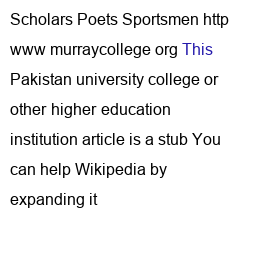 Scholars Poets Sportsmen http
www murraycollege org This
Pakistan university college or
other higher education
institution article is a stub You
can help Wikipedia by
expanding it